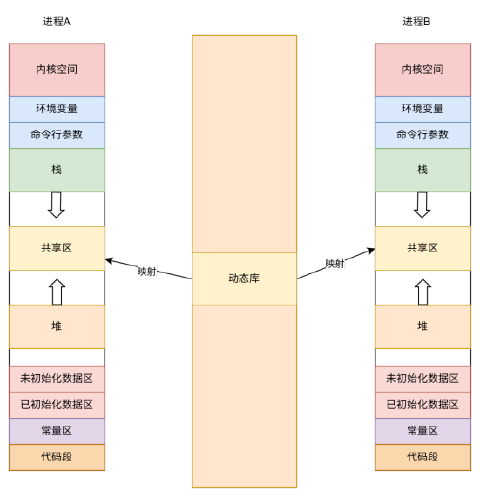 进程A
内核空间
环境变量
命令行参数
栈
共享区
堆
未初始化数据区
已初始化数据区
常量区
代码段
映射
动态库
映射
进程B
内核空间
环境变量
命令行参数
栈
共享区
堆
未初始化数据区
已初始化数据区
常量区
代码段